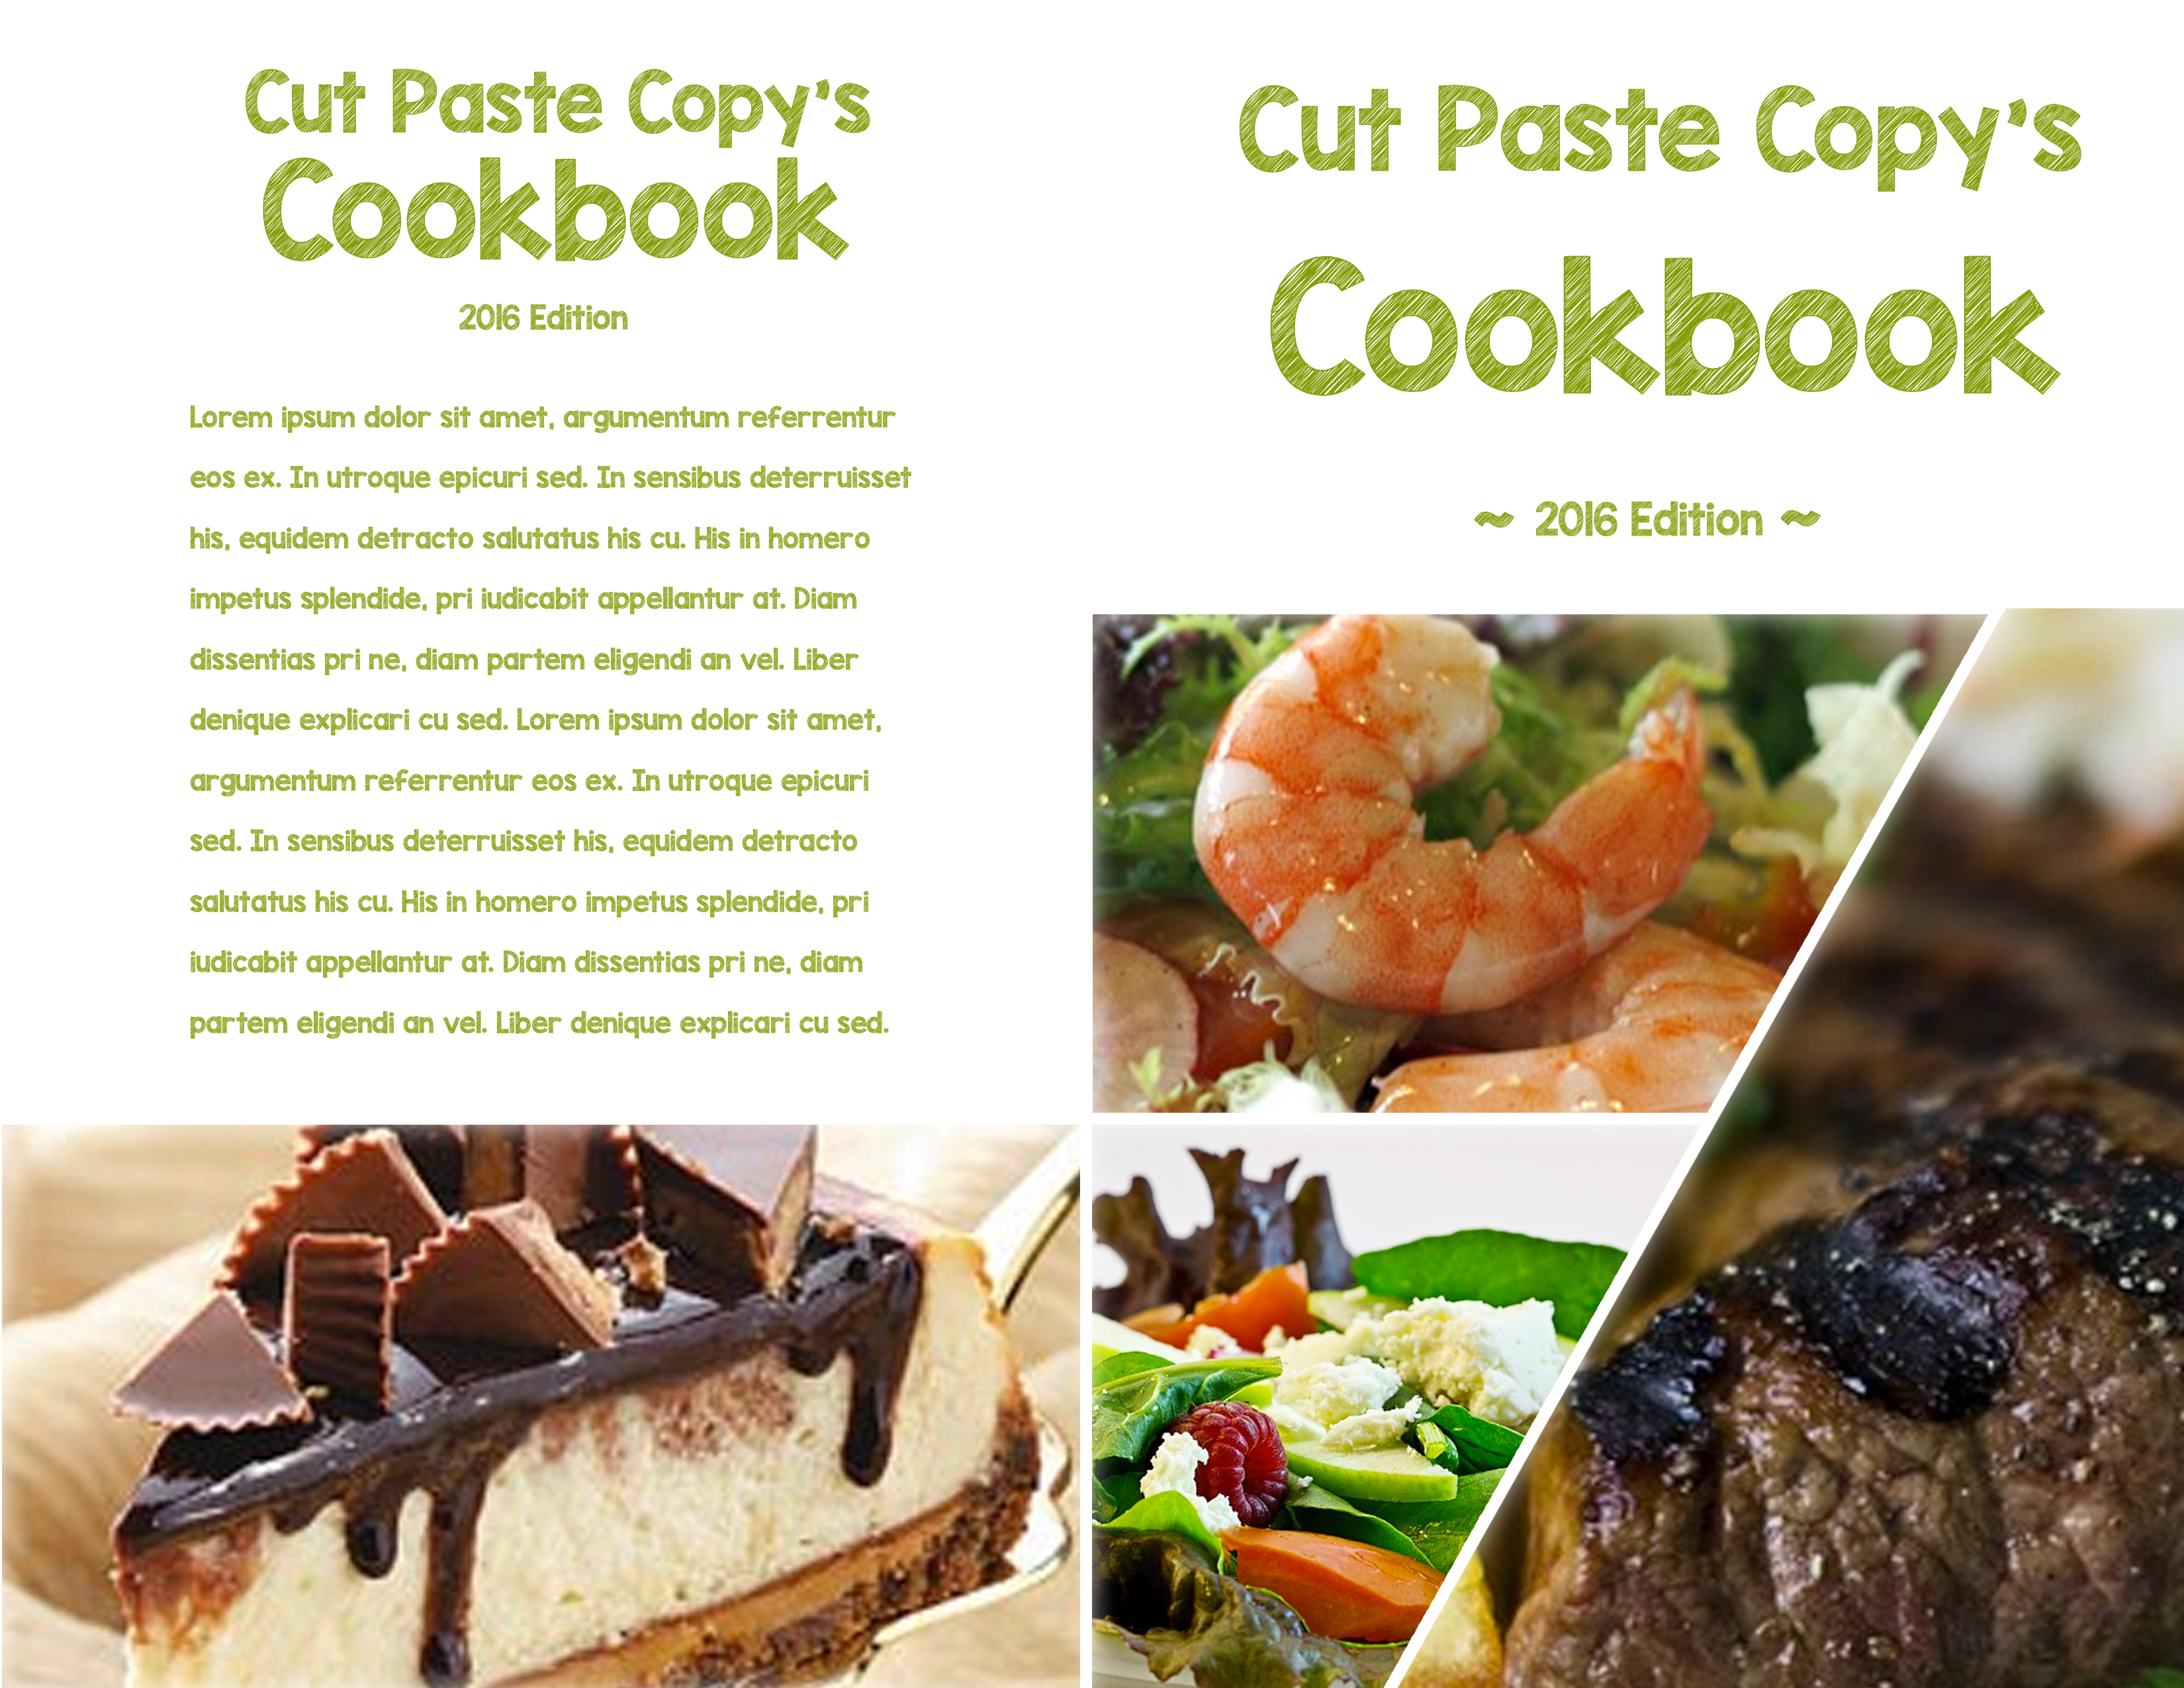 Cut Paste Copy's
Cookbook
2016 Edition
Lorem ipsum dolor sit amet, argumentum referrentur
eos ex. In utroque epicuri sed. In sensibus deterruisset
his, equidem detracto salutatus his cu. His in homero
impetus splendide, pri iudicabit appellantur at. Diam
dissentias pri ne, diam partem eligendi an vel. Liber
denique explicari cu sed. Lorem ipsum dolor sit amet,
argumentum referrentur eos ex. In utroque epicuri
sed. In sensibus deterruisset his, equidem detracto
salutatus his cu. His in homero impetus splendide, pri
iudicabit appellantur at. Diam dissentias pri ne, diam
partem eligendi an vel. Liber denique explicari cu sed.
Cut Paste Copy's
Cookbook
~ 2016 Edition ~